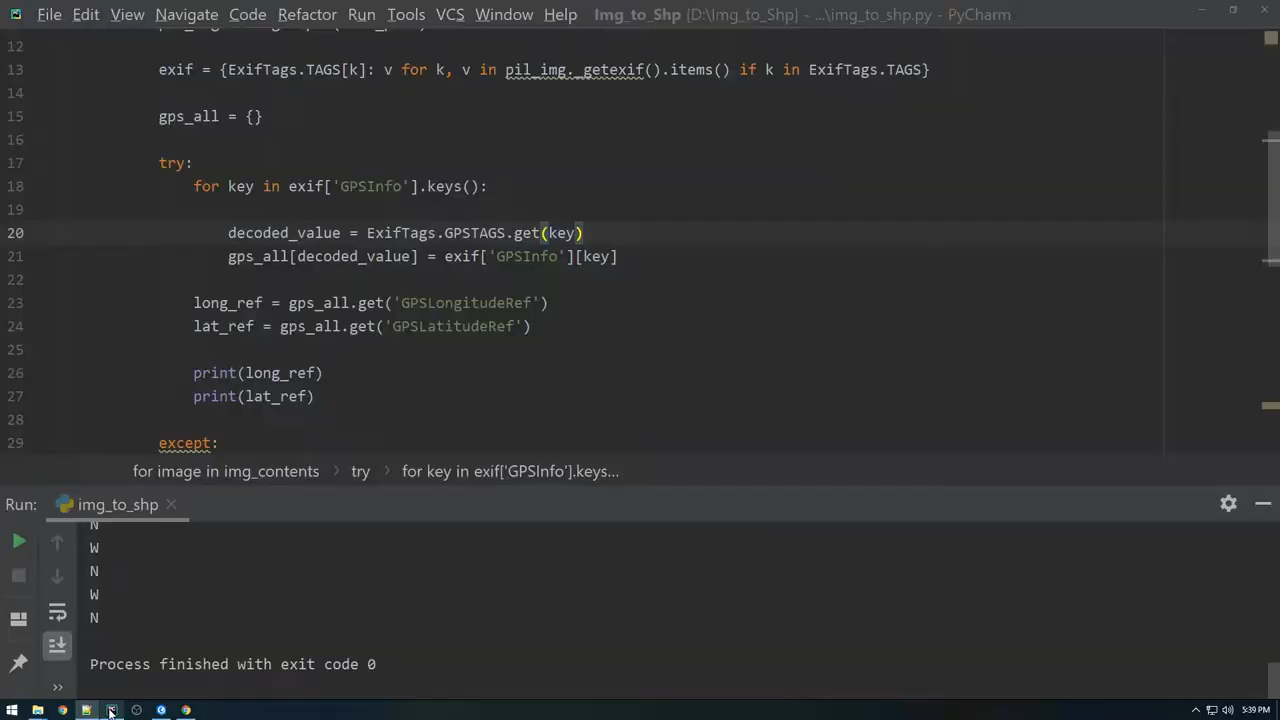 File Edit View Navigate Code Refactor Run Tools VCS Window Help Img_to_Shp [D:\Img_to_Shp] - ...\img_to_shp.py - PyCharm
12
13 exif = {ExifTags.TAGS[k]: v for k, v in pil_img._getexif().items() if k in ExifTags.TAGS}
14
15 gps_all = {}
16
17 try:
18 for key in exif['GPSInfo'].keys():
19
20 decoded_value = ExifTags.GPSTAGS.get(key)
21 gps_all[decoded_value] = exif['GPSInfo'][key]
22
23 long_ref = gps_all.get('GPSLongitudeRef')
24 lat_ref = gps_all.get('GPSLatitudeRef')
25
26 print(long_ref)
27 print(lat_ref)
28
29 except:
for image in img_contents > try > for key in exif['GPSInfo'].keys...
Run: img_to_shp
N
W
N
W
N
Process finished with exit code 0
5:39 PM